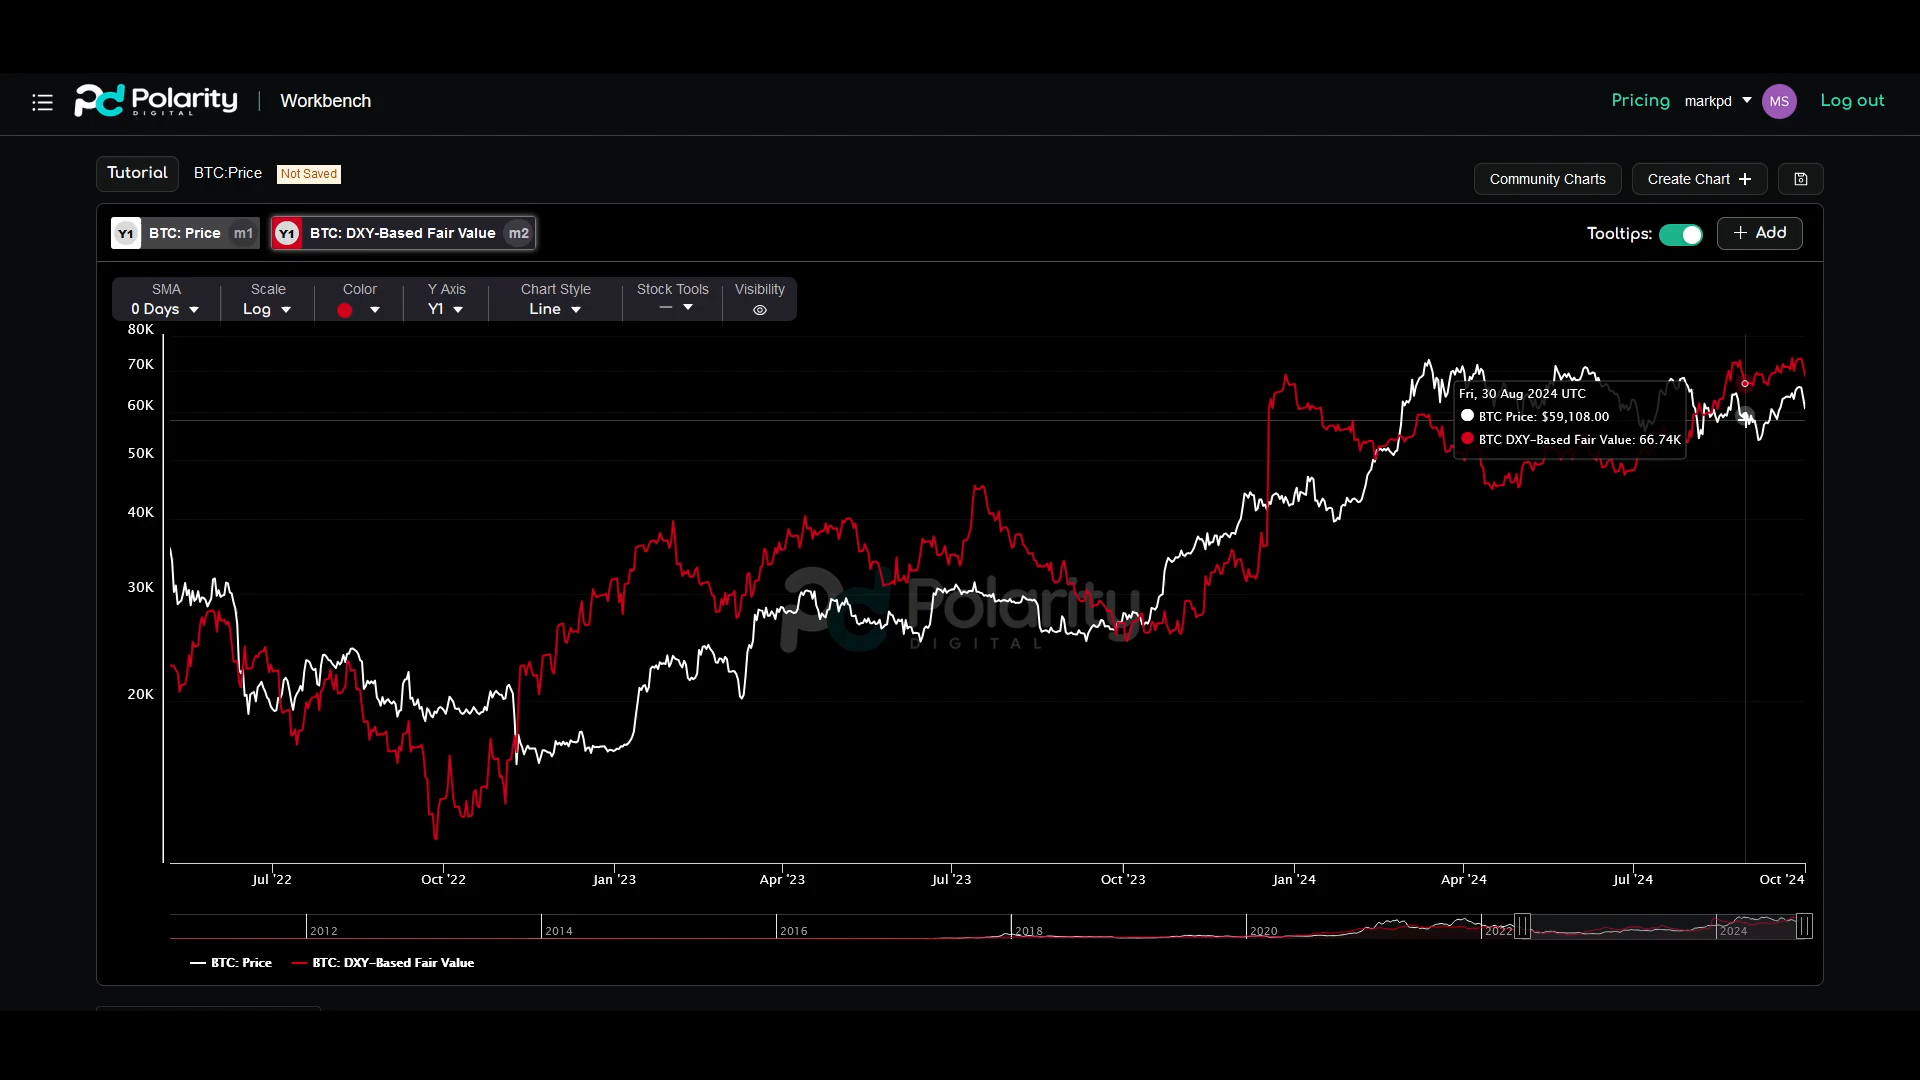 Polarity DIGITAL | Workbench Pricing markpd MS Log out
Tutorial BTC:Price Not Saved Community Charts Create Chart +
Y1 BTC: Price m1 Y1 BTC: DXY-Based Fair Value m2 Tooltips: + Add
SMA Scale Color Y Axis Chart Style Stock Tools Visibility
0 Days Log Y1 Line —
80K
70K
60K
50K
40K
30K
20K
Fri, 30 Aug 2024 UTC
BTC Price: $59,108.00
BTC DXY-Based Fair Value: 66.74K
Polarity
DIGITAL
Jul '22 Oct '22 Jan '23 Apr '23 Jul '23 Oct '23 Jan '24 Apr '24 Jul '24 Oct '24
2012 2014 2016 2018 2020 2022 2024
BTC: Price BTC: DXY-Based Fair Value